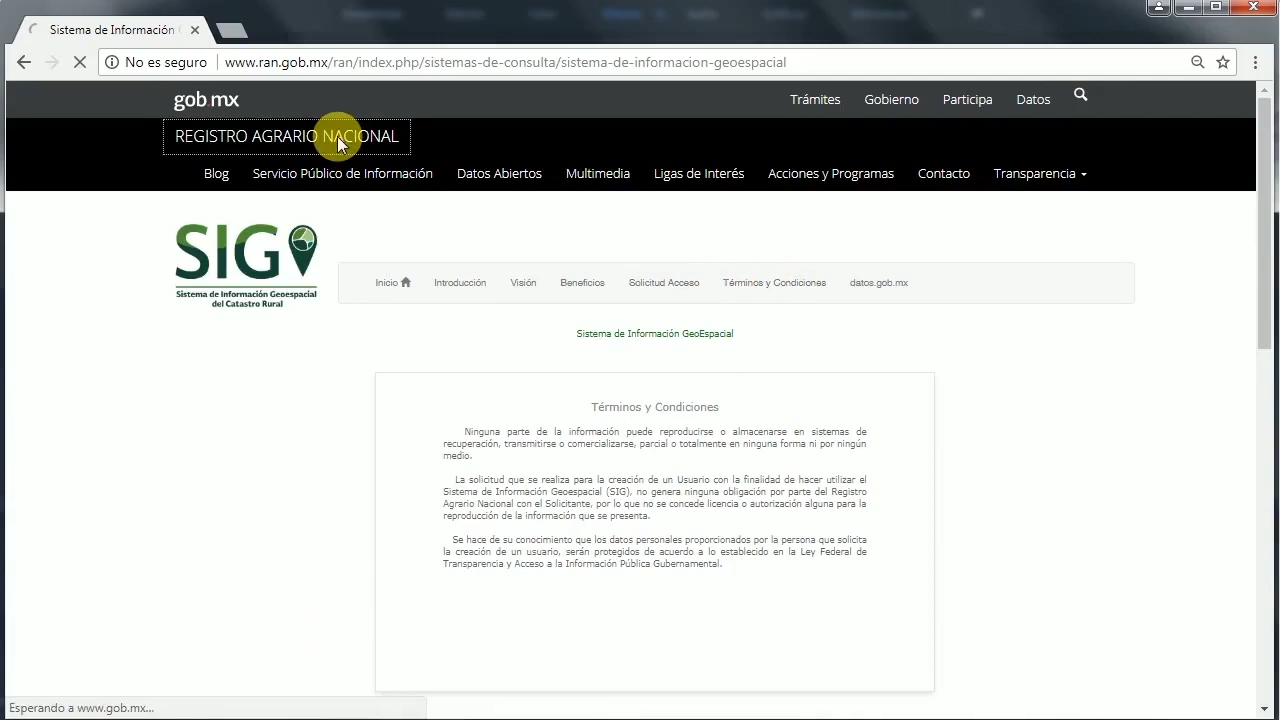 Sistema de Información
No es seguro www.ran.gob.mx/ran/index.php/sistemas-de-consulta/sistema-de-informacion-geoespacial
gob.mx Trámites Gobierno Participa Datos
REGISTRO AGRARIO NACIONAL
Blog Servicio Público de Información Datos Abiertos Multimedia Ligas de Interés Acciones y Programas Contacto Transparencia
SIG
Sistema de Información Geoespacial
del Catastro Rural
Inicio Introducción Visión Beneficios Solicitud Acceso Términos y Condiciones datos.gob.mx
Sistema de Información GeoEspacial
Términos y Condiciones
Ninguna parte de la información puede reproducirse o almacenarse en sistemas de
recuperación, transmitirse o comercializarse, parcial o totalmente en ninguna forma ni por ningún
medio.
La solicitud que se realiza para la creación de un Usuario con la finalidad de hacer utilizar el
Sistema de Información Geoespacial (SIG), no genera ninguna obligación por parte del Registro
Agrario Nacional con el Solicitante, por lo que no se concede licencia o autorización alguna para la
reproducción de la información que se presenta.
Se hace de su conocimiento que los datos personales proporcionados por la persona que solicita
la creación de un usuario, serán protegidos de acuerdo a lo establecido en la Ley Federal de
Transparencia y Acceso a la Información Pública Gubernamental.
Esperando a www.gob.mx...